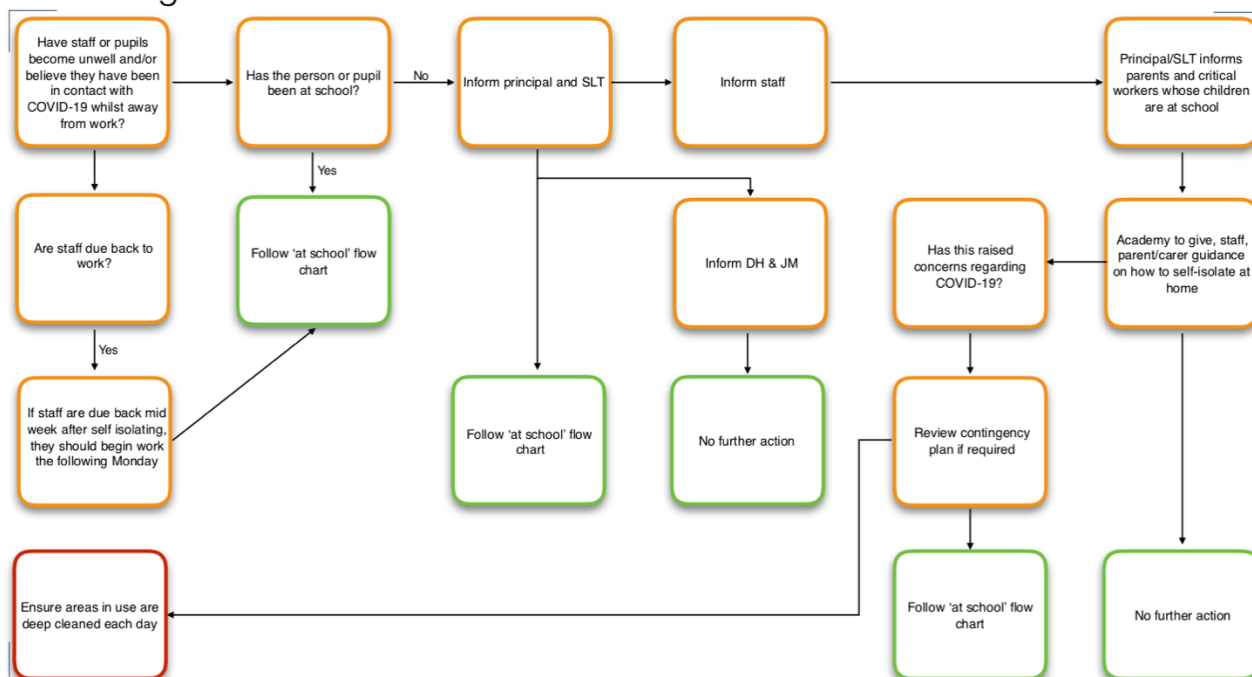 Have staff or pupils
become unwell and/or
believe they have been
in contact with
COVID-19 whilst away
from work?
Has the person or pupil
been at school?
No
Inform principal and SLT
Inform staff
Principal/SLT informs
parents and critical
workers whose children
are at school
Yes
Are staff due back to
work?
Follow ‘at school’ flow
chart
Inform DH & JM
Has this raised
concerns regarding
COVID-19?
Academy to give, staff,
parent/carer guidance
on how to self-isolate at
home
Yes
If staff are due back mid
week after self isolating,
they should begin work
the following Monday
Follow ‘at school’ flow
chart
No further action
Review contingency
plan if required
Ensure areas in use are
deep cleaned each day
Follow ‘at school’ flow
chart
No further action